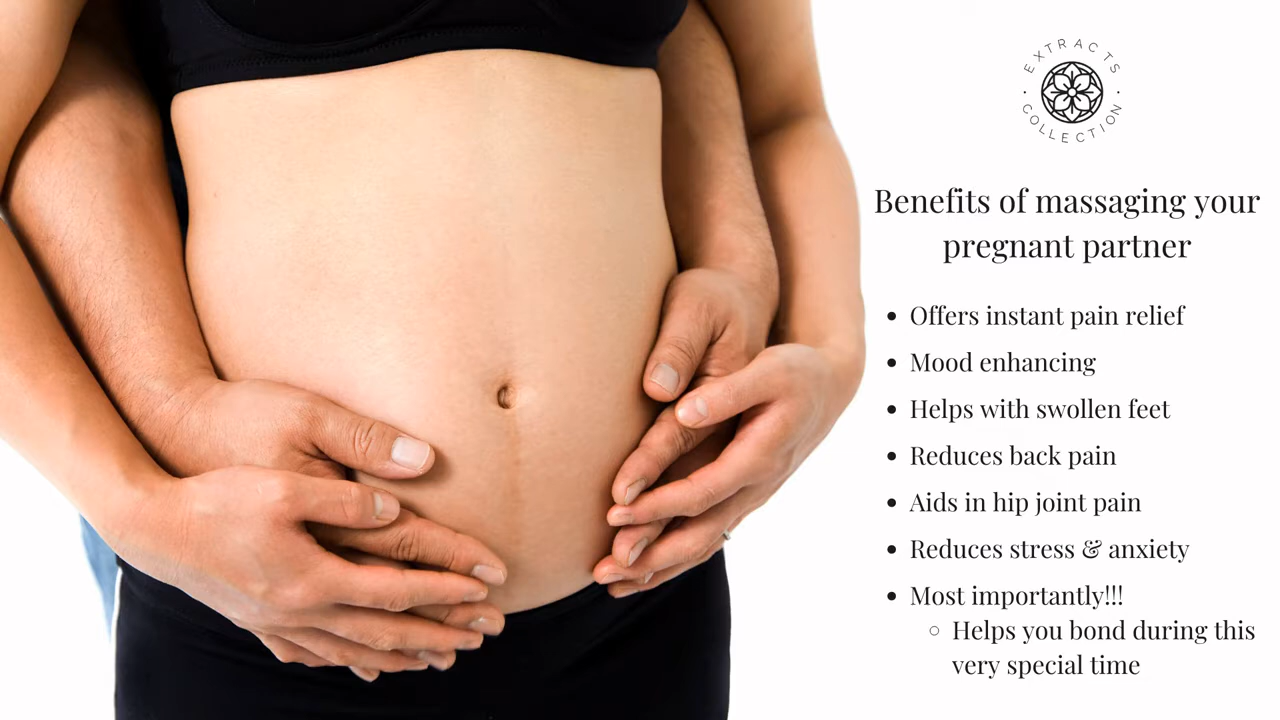 EXTRACTS
COLLECTION
Benefits of massaging your
pregnant partner
• Offers instant pain relief
• Mood enhancing
• Helps with swollen feet
• Reduces back pain
• Aids in hip joint pain
• Reduces stress & anxiety
• Most importantly!!!
○ Helps you bond during this
very special time